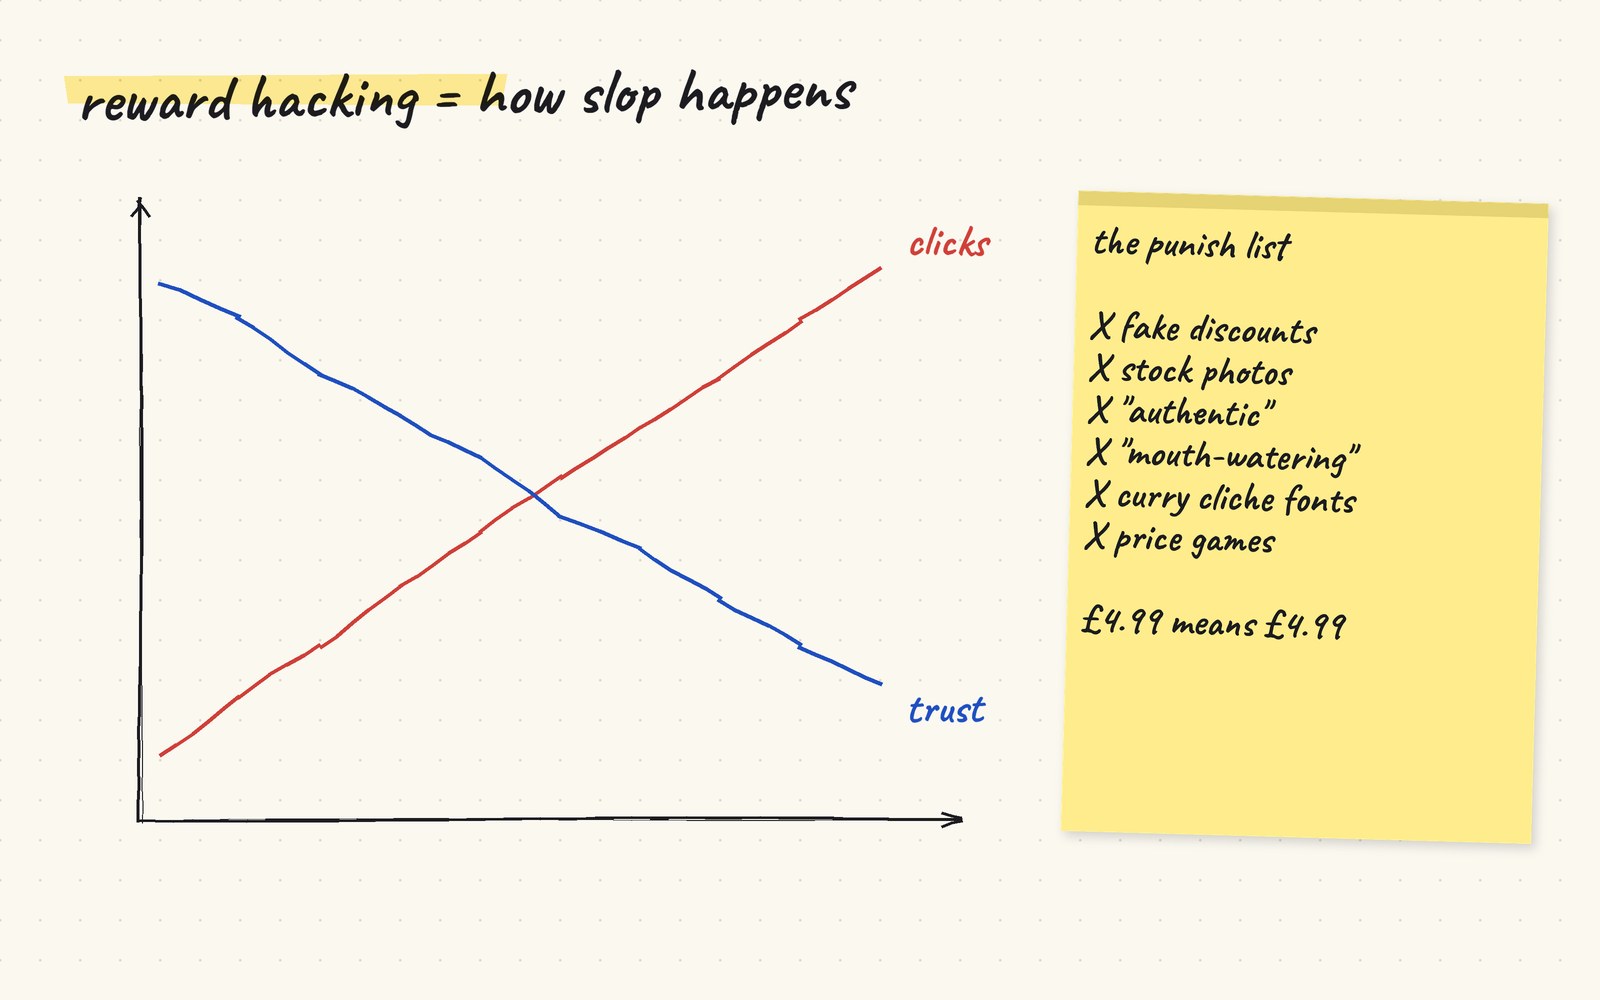 reward hacking = how slop happens
clicks
trust
the punish list
X fake discounts
X stock photos
X "authentic"
X "mouth-watering"
X curry cliche fonts
X price games
£4.99 means £4.99